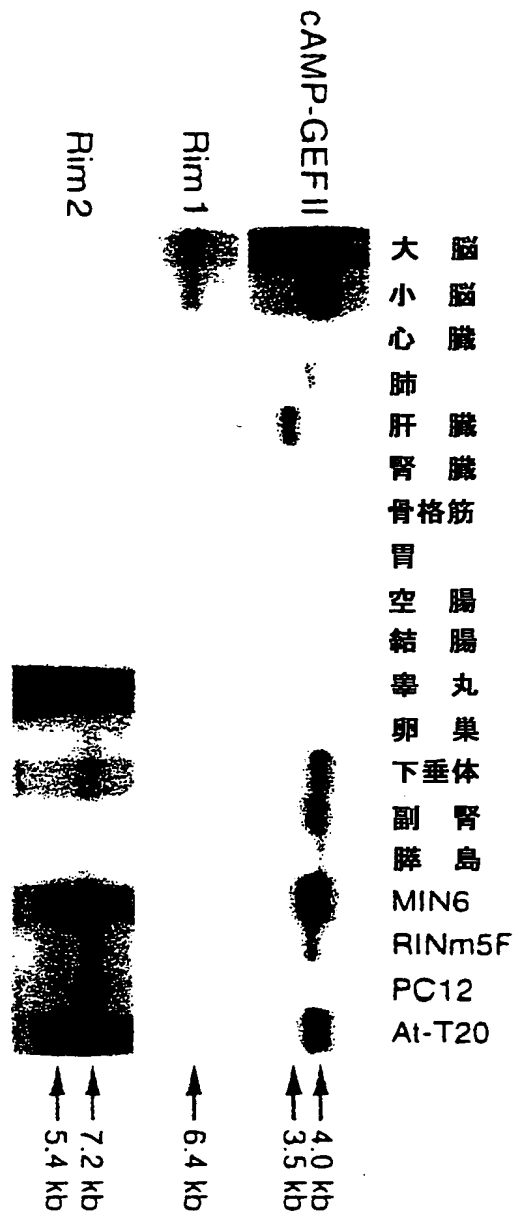 cAMP-GEFII
Rim1
Rim2
大脳
小脳
心臓
肺
肝臓
腎臓
骨格筋
胃
空腸
結腸
睾丸
卵巣
下垂体
副腎
膵島
MIN6
RINm5F
PC12
At-T20
4.0 kb
3.5 kb
6.4 kb
7.2 kb
5.4 kb